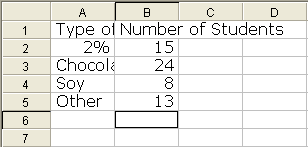 A B C D
1 Type of Number of Students
2 2% 15
3 Chocola 24
4 Soy 8
5 Other 13
6
7